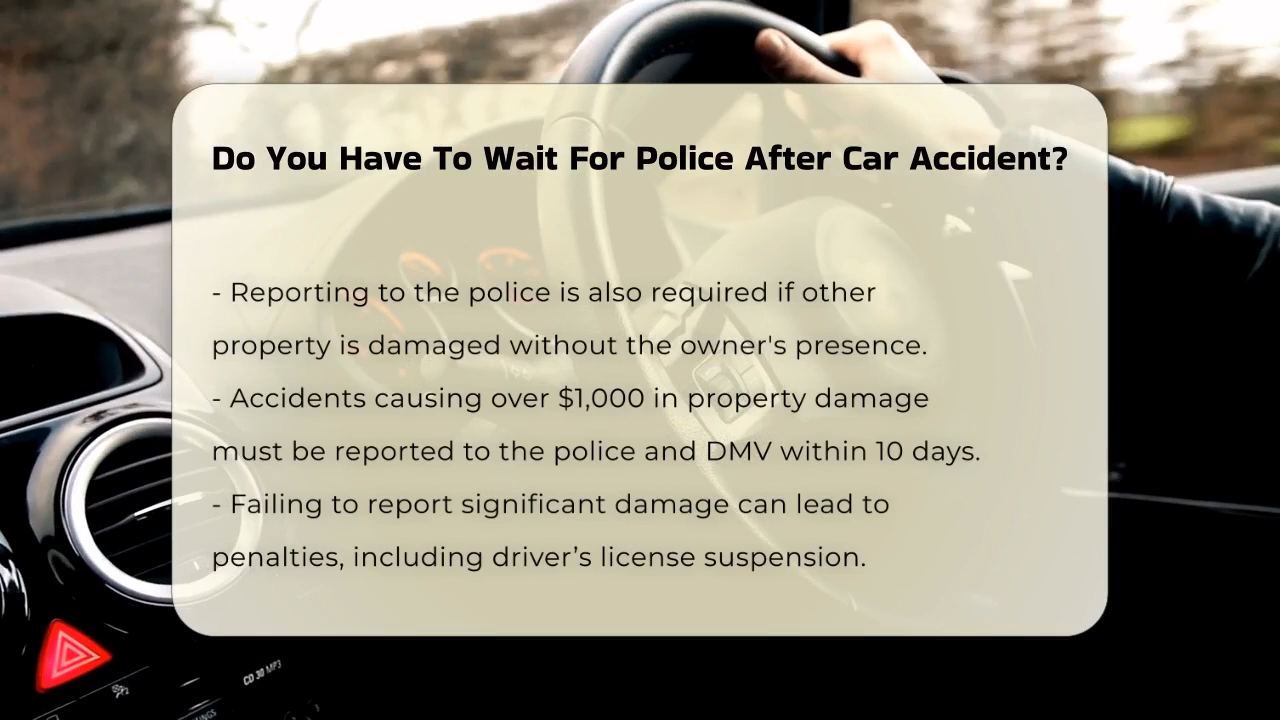 Do You Have To Wait For Police After Car Accident?
- Reporting to the police is also required if other
property is damaged without the owner's presence.
- Accidents causing over $1,000 in property damage
must be reported to the police and DMV within 10 days.
- Failing to report significant damage can lead to
penalties, including driver’s license suspension.
CD 30 MP3